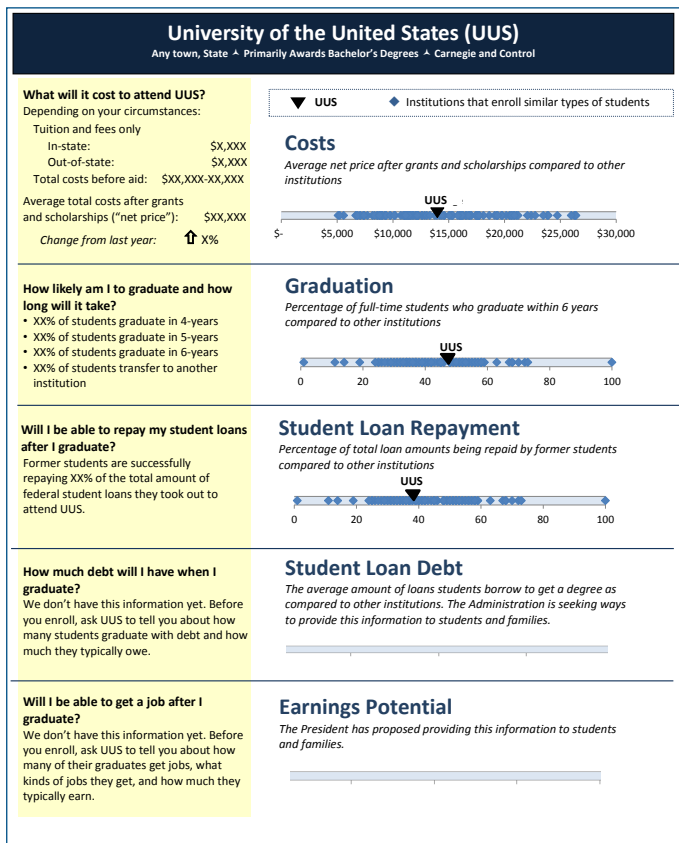 University of the United States (UUS)
Any town, State ⅄ Primarily Awards Bachelor's Degrees ⅄ Carnegie and Control
What will it cost to attend UUS?
Depending on your circumstances:
Tuition and fees only
In-state: $X,XXX
Out-of-state: $X,XXX
Total costs before aid: $XX,XXX-XX,XXX
Average total costs after grants
and scholarships ("net price"): $XX,XXX
Change from last year: ⇧ X%
UUS
Institutions that enroll similar types of students
Costs
Average net price after grants and scholarships compared to other
institutions
UUS
$- $5,000 $10,000 $15,000 $20,000 $25,000 $30,000
How likely am I to graduate and how
long will it take?
• XX% of students graduate in 4-years
• XX% of students graduate in 5-years
• XX% of students graduate in 6-years
• XX% of students transfer to another
institution
Graduation
Percentage of full-time students who graduate within 6 years
compared to other institutions
UUS
0 20 40 60 80 100
Will I be able to repay my student loans
after I graduate?
Former students are successfully
repaying XX% of the total amount of
federal student loans they took out to
attend UUS.
Student Loan Repayment
Percentage of total loan amounts being repaid by former students
compared to other institutions
UUS
0 20 40 60 80 100
How much debt will I have when I
graduate?
We don't have this information yet. Before
you enroll, ask UUS to tell you about how
many students graduate with debt and how
much they typically owe.
Student Loan Debt
The average amount of loans students borrow to get a degree as
compared to other institutions. The Administration is seeking ways
to provide this information to students and families.
Will I be able to get a job after I
graduate?
We don't have this information yet. Before
you enroll, ask UUS to tell you about how
many of their graduates get jobs, what
kinds of jobs they get, and how much they
typically earn.
Earnings Potential
The President has proposed providing this information to students
and families.